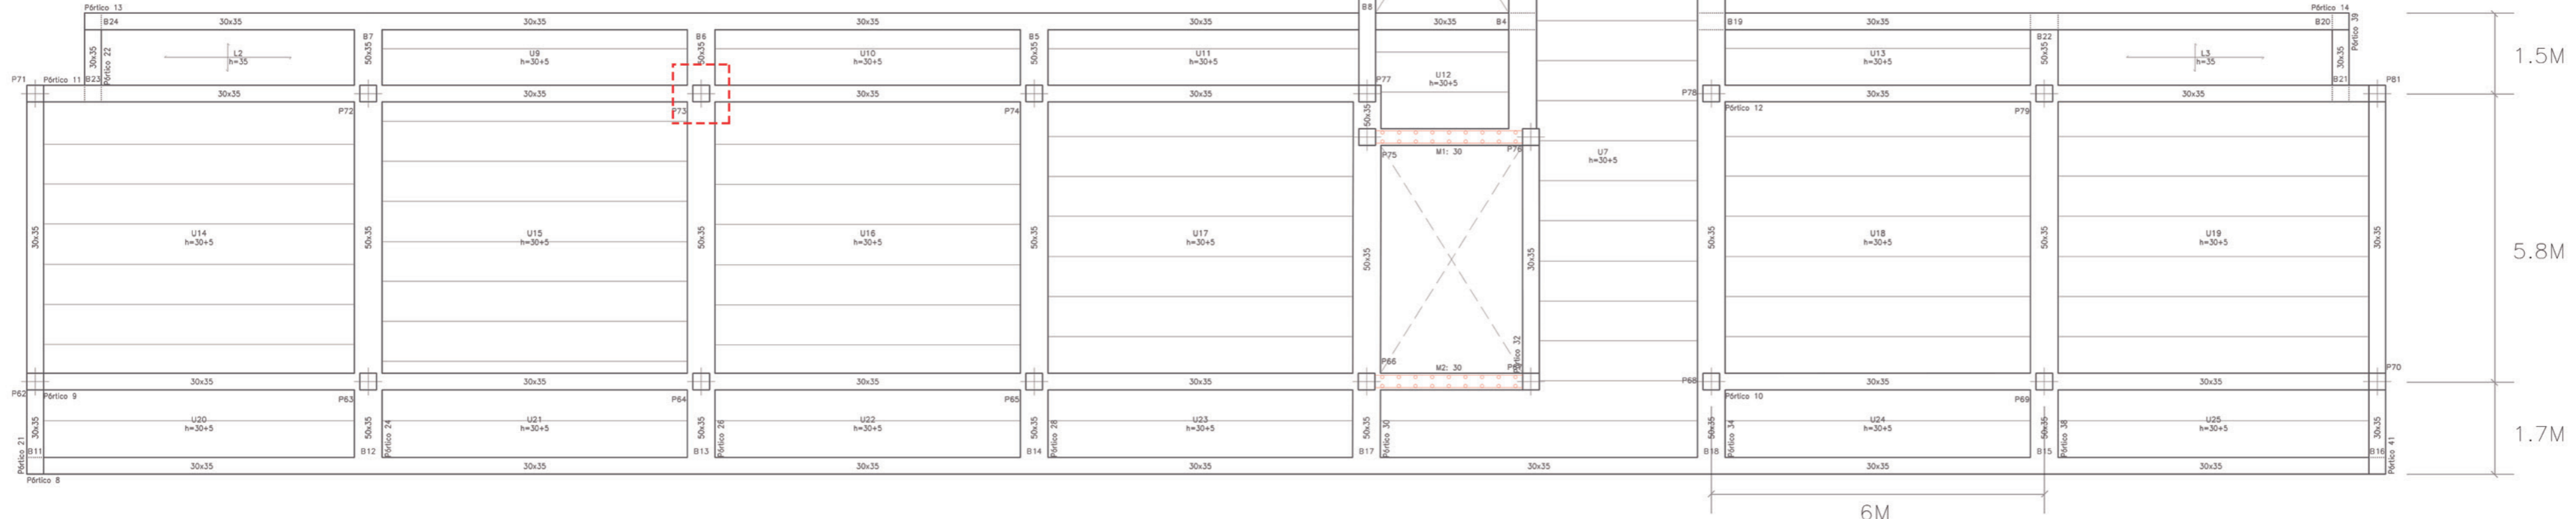 Pórtico 13
B8
Pórtico 14
B24
30x35
30x35
30x35
30x35
30x35
B4
B19
30x35
B20
Pórtico 39
30x35
Pórtico 22
L2
h=35
B7
50x35
U9
h=30+5
B6
50x35
U10
h=30+5
B5
50x35
U11
h=30+5
U12
h=30+5
U13
h=30+5
B22
50x35
L3
h=35
30x35
1.5M
P71
Pórtico 11
B23
P77
B21
P81
30x35
30x35
30x35
30x35
P78
30x35
30x35
P72
P73
P74
50x35
Pórtico 12
P79
P75
M1: 30
P76
U7
h=30+5
30x35
U14
h=30+5
50x35
U15
h=30+5
50x35
U16
h=30+5
50x35
U17
h=30+5
50x35
30x35
50x35
U18
h=30+5
50x35
U19
h=30+5
30x35
5.8M
P66
Pórtico 32
M2: 30
P70
30x35
30x35
30x35
30x35
P68
30x35
30x35
P62
Pórtico 9
P63
P64
P65
Pórtico 10
P69
Pórtico 21
30x35
U20
h=30+5
50x35
Pórtico 24
U21
h=30+5
50x35
Pórtico 26
U22
h=30+5
50x35
Pórtico 28
U23
h=30+5
50x35
Pórtico 30
50x35
Pórtico 34
U24
h=30+5
50x35
Pórtico 38
U25
h=30+5
30x35
Pórtico 41
1.7M
B11
B12
B13
B14
B17
B18
B15
B16
30x35
30x35
30x35
30x35
30x35
30x35
30x35
Pórtico 8
6M